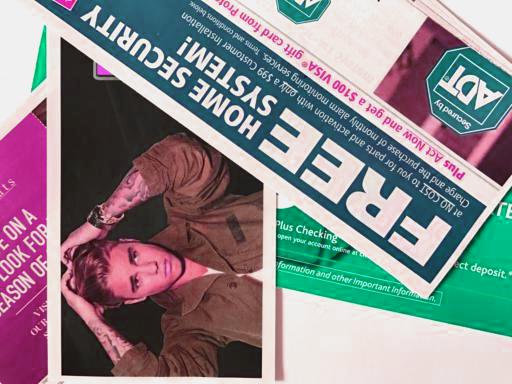 FREE
HOME SECURITY
SYSTEM!
at NO COST to you for parts and activation with only a $99 Customer Installation
Charge and the purchase of monthly alarm monitoring services. Terms and conditions below.
Plus Act Now and get a $100 VISA® gift card from
Secured by
ADT
Plus Checking
open your account online at
ect deposit.
nformation and other Important Information.
E ON A
LOOK FOR
EASON OF